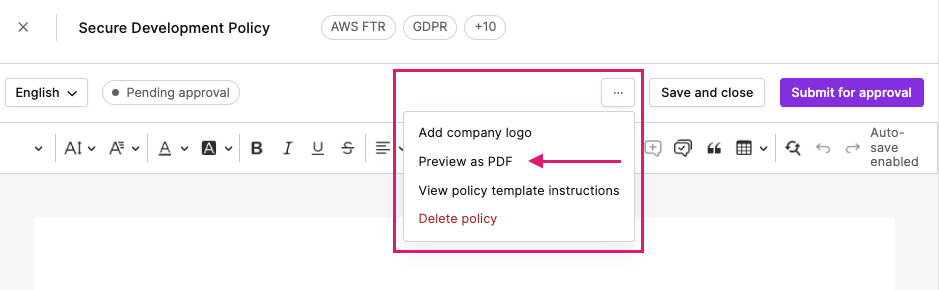 Secure Development Policy
AWS FTR
GDPR
+10
English
Pending approval
...
Save and close
Submit for approval
Add company logo
Preview as PDF
View policy template instructions
Delete policy
A
A
A
A
B
I
U
S
Auto-
save
enabled